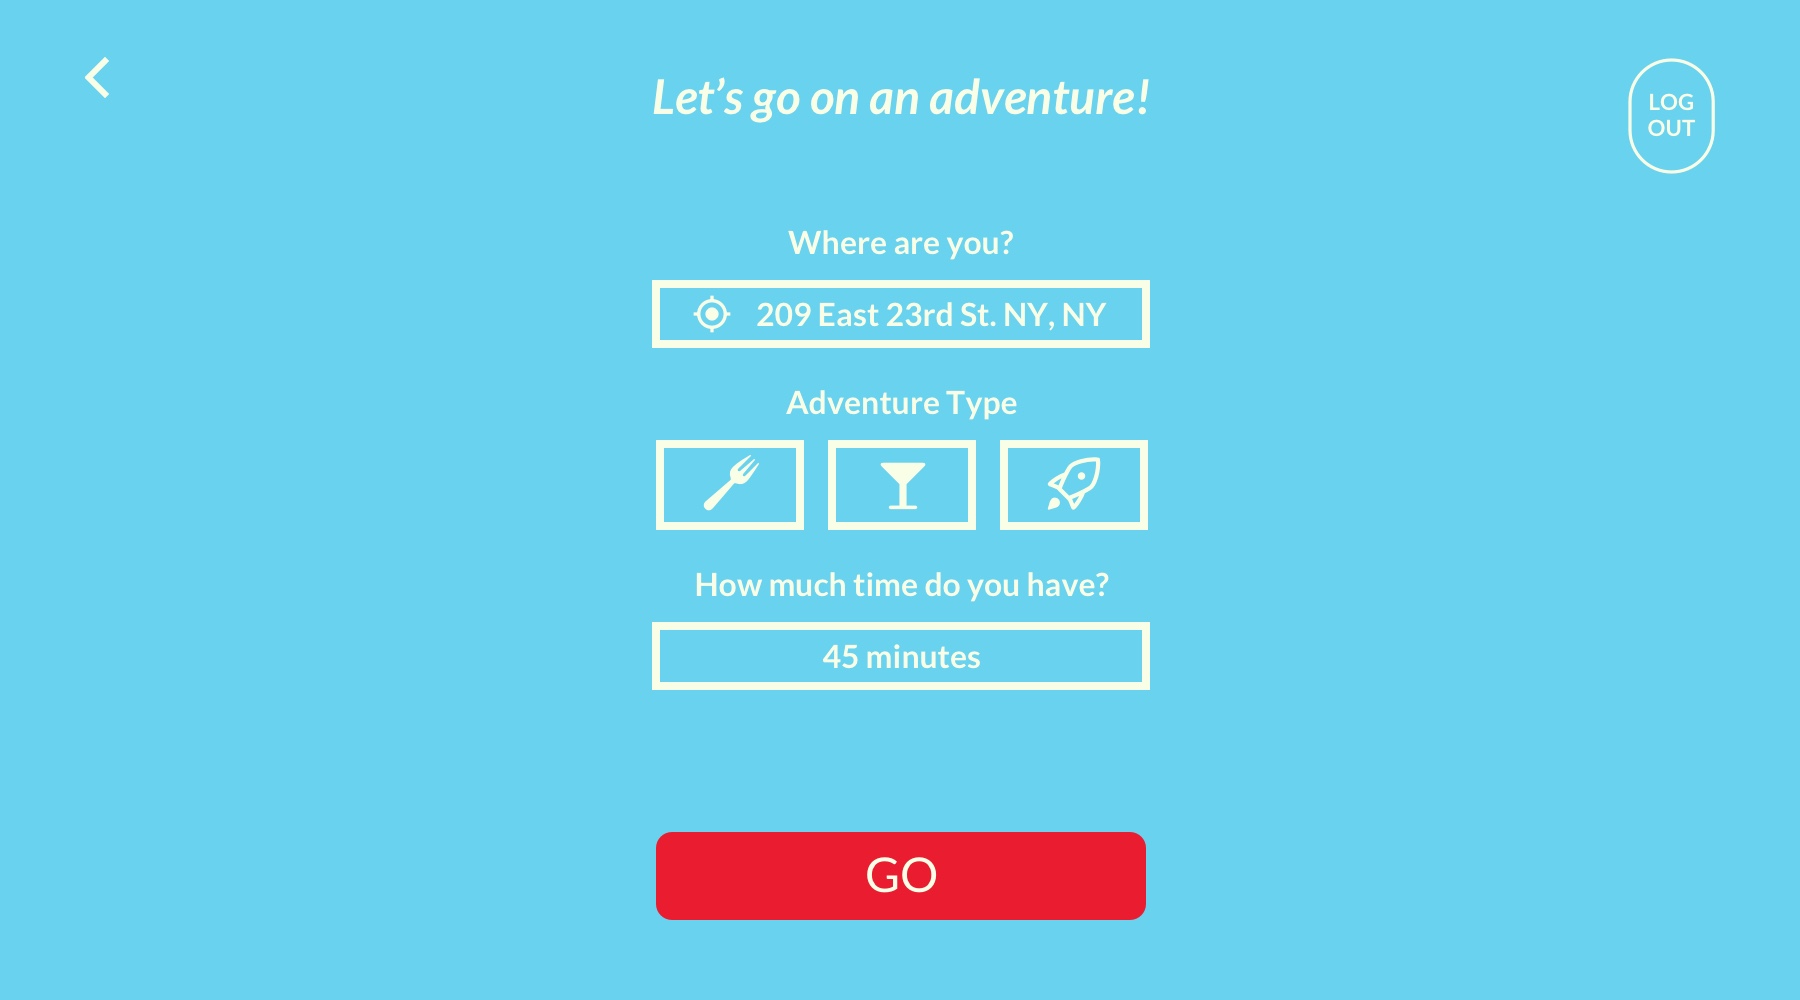 Let’s go on an adventure!
LOG
OUT
Where are you?
209 East 23rd St. NY, NY
Adventure Type
How much time do you have?
45 minutes
GO